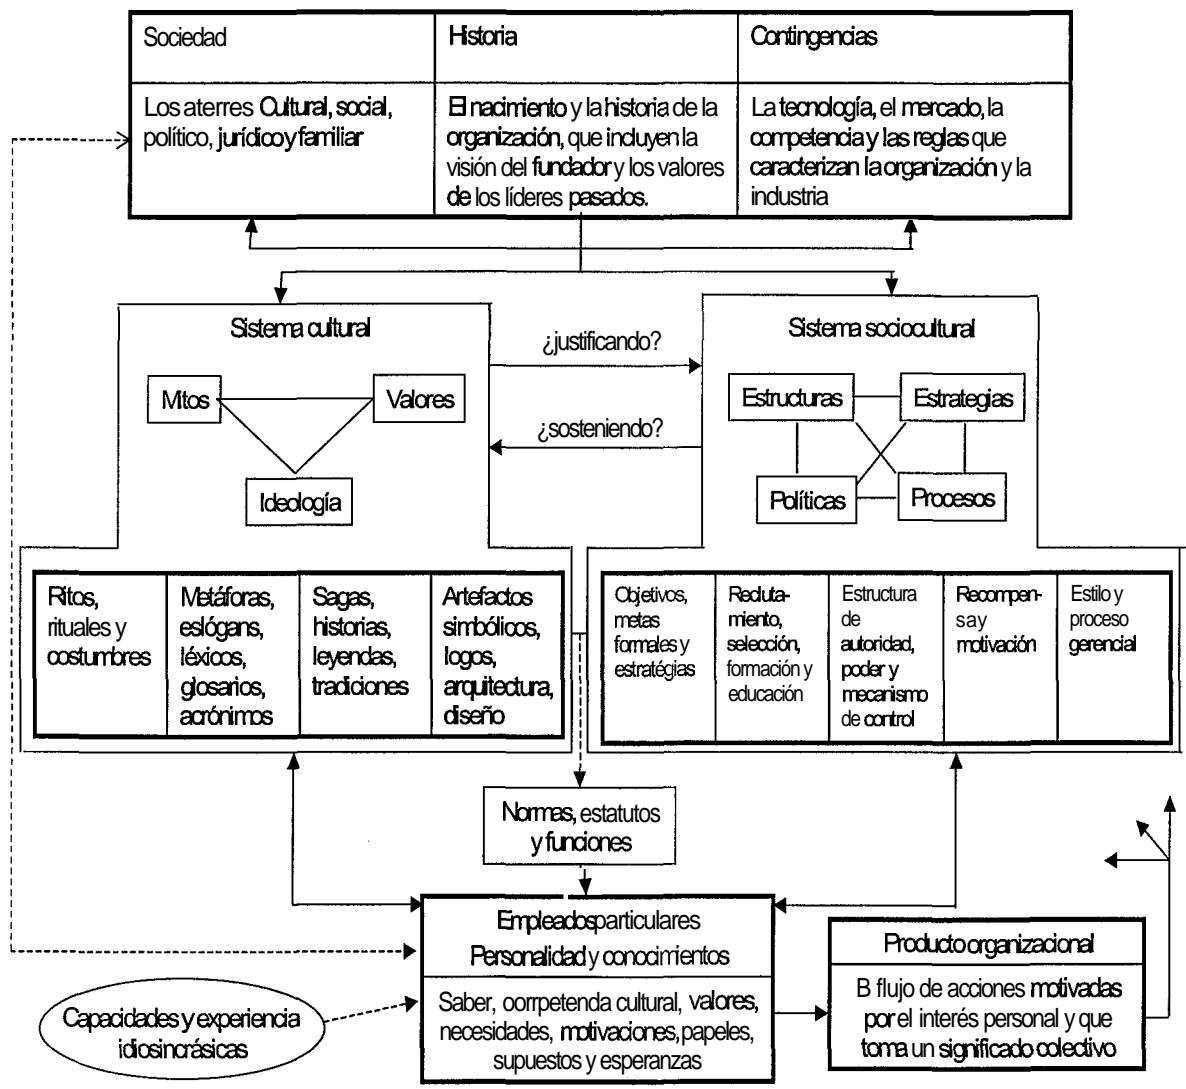 Sociedad
Historia
Contingencias
Los aterres Cultural, social,
político, jurídico y familiar
El nacimiento y la historia de la
organización, que incluyen la
visión del fundador y los valores
de los líderes pasados.
La tecnología, el mercado, la
competencia y las reglas que
caracterizan la organización y la
industria
Sistema cultural
Mitos
Valores
Ideología
¿justificando?
¿sosteniendo?
Sistema sociocultural
Estructuras
Estrategias
Políticas
Procesos
Ritos,
rituales y
costumbres
Metáforas,
eslógans,
léxicos,
glosarios,
acrónimos
Sagas,
historias,
leyendas,
tradiciones
Artefactos
simbólicos,
logos,
arquitectura,
diseño
Objetivos,
metas
formales y
estratégias
Reduta-
miento,
selección,
formación y
educación
Estructura
de
autoridad,
poder y
mecanismo
de control
Recompen-
sa y
motivación
Estilo y
proceso
gerencial
Normas, estatutos
y funciones
Empleados particulares
Personalidad y conocimientos
Saber, oorrpetenda cultural, valores,
necesidades, motivaciones, papeles,
supuestos y esperanzas
Capacidades y experiencia
idiosincrásicas
Producto organizacional
B flujo de acciones motivadas
por el interés personal y que
toma un significado colectivo